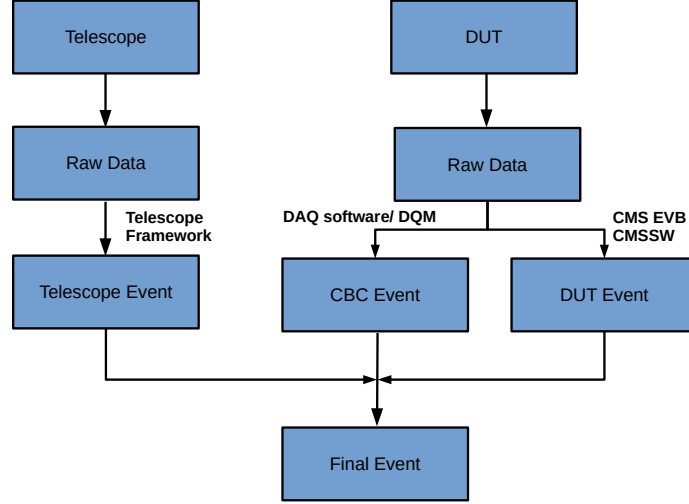 Telescope
DUT
Raw Data
Raw Data
Telescope
Framework
DAQ software/ DQM
CMS EVB
CMSSW
Telescope Event
CBC Event
DUT Event
Final Event